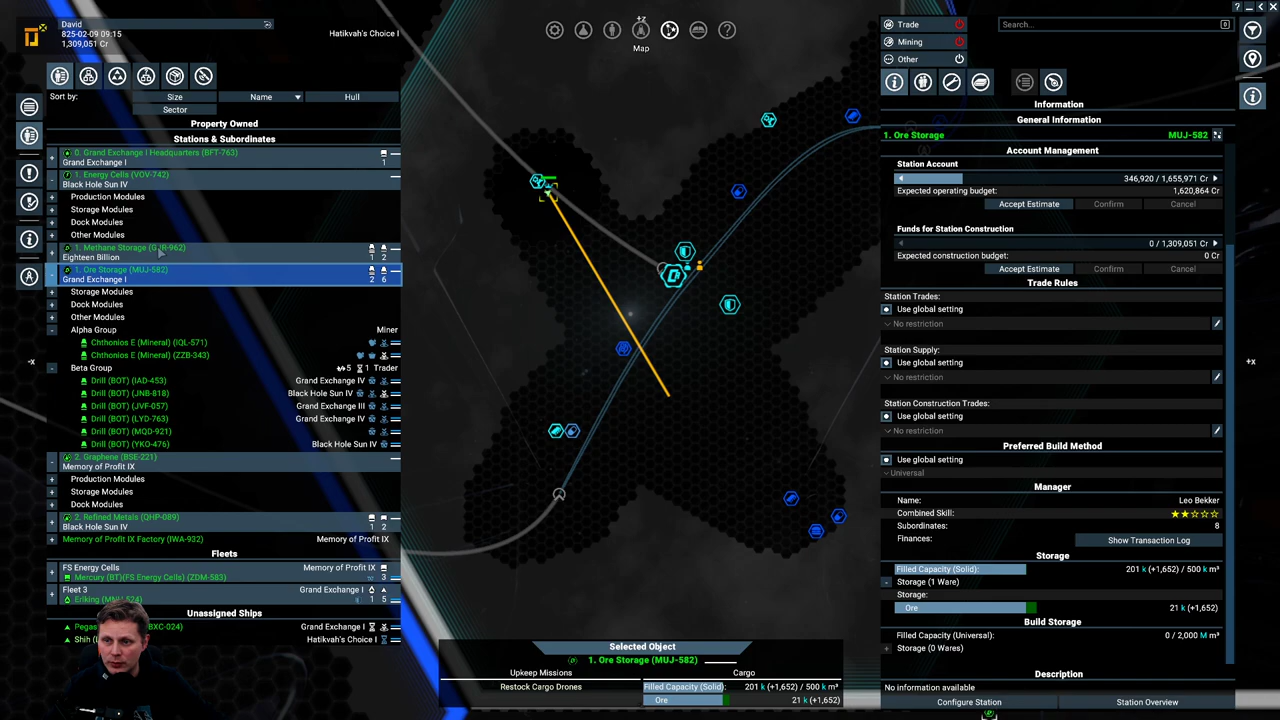 David
825-02-09 09:15
1,309,051 Cr
Hatikvah's Choice I
Sort by:
Size
Name
Hull
Sector
Property Owned
Stations & Subordinates
0. Grand Exchange I Headquarters (BFT-763)
Grand Exchange I
1
1. Energy Cells (VOV-742)
Black Hole Sun IV
Production Modules
Storage Modules
Dock Modules
Other Modules
1. Methane Storage (GJR-962)
Eighteen Billion
1 2
1. Ore Storage (MUJ-582)
Grand Exchange I
2 6
Storage Modules
Dock Modules
Other Modules
Alpha Group
Miner
Chthonios E (Mineral) (IQL-571)
Chthonios E (Mineral) (ZZB-343)
Beta Group
5 1 Trader
Drill (BOT) (IAD-453)
Grand Exchange IV
Drill (BOT) (JNB-818)
Black Hole Sun IV
Drill (BOT) (JVF-057)
Grand Exchange III
Drill (BOT) (LYD-763)
Grand Exchange IV
Drill (BOT) (MQD-921)
Drill (BOT) (YKO-476)
Black Hole Sun IV
2. Graphene (BSE-221)
Memory of Profit IX
Production Modules
Storage Modules
Dock Modules
2. Refined Metals (QHP-089)
Black Hole Sun IV
1 2
Memory of Profit IX Factory (IWA-932)
Memory of Profit IX
Fleets
FS Energy Cells
Memory of Profit IX
Mercury (BT)(FS Energy Cells) (ZDM-583)
3
Fleet 3
Grand Exchange I
1 5
Unassigned Ships
Grand Exchange I
Shih
Hatikvah's Choice I
+Z
Map
-X
+X
Selected Object
1. Ore Storage (MUJ-582)
Upkeep Missions
Cargo
Restock Cargo Drones
Filled Capacity (Solid): 201 k (+1,652) / 500 k m³
Ore 21 k (+1,652)
Trade
Mining
Other
Search...
Information
General Information
1. Ore Storage
MUJ-582
Account Management
Station Account
346,920 / 1,655,971 Cr
Expected operating budget:
1,620,864 Cr
Accept Estimate
Confirm
Cancel
Funds for Station Construction
0 / 1,309,051 Cr
Expected construction budget:
0 Cr
Accept Estimate
Confirm
Cancel
Trade Rules
Station Trades:
Use global setting
No restriction
Station Supply:
Use global setting
No restriction
Station Construction Trades:
Use global setting
No restriction
Preferred Build Method
Use global setting
Universal
Manager
Name:
Leo Bekker
Combined Skill:
Subordinates:
8
Finances:
Show Transaction Log
Storage
Filled Capacity (Solid):
201 k (+1,652) / 500 k m³
Storage (1 Ware)
Storage:
Ore
21 k (+1,652)
Build Storage
Filled Capacity (Universal):
0 / 2,000 M m³
Storage (0 Wares)
Description
No information available
Configure Station
Station Overview